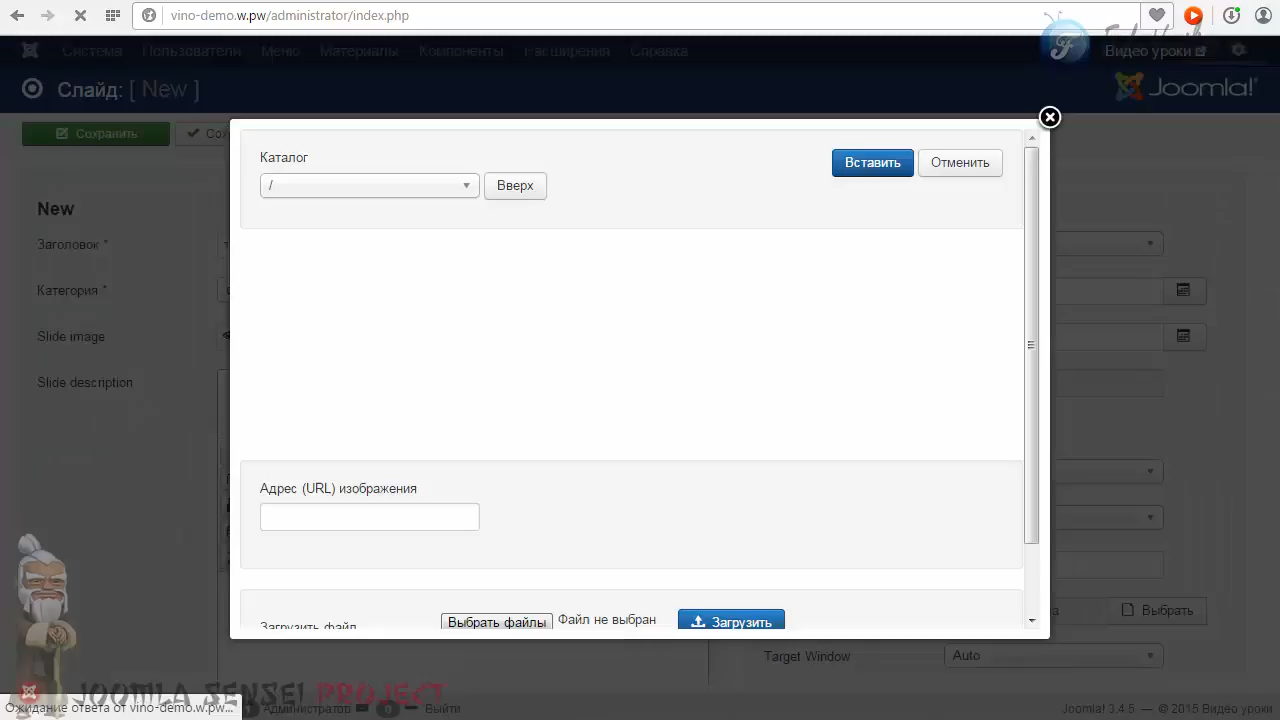 vino-demo.w.pw/administrator/index.php
Система Пользователи Меню Материалы Компоненты Расширения Справка
Видео уроки
Слайд: [ New ]
Joomla!
Сохранить
Каталог
Вставить Отменить
/ Вверх
New
Заголовок *
Категория *
Slide image
Slide description
Адрес (URL) изображения
Загрузить файл Выбрать файлы Файл не выбран Загрузить
Выбрать
Target Window Auto
JOOMLA SENSEI PROJECT
Ожидание ответа от vino-demo.w.pw... Администратор 0 Выйти
Joomla! 3.4.5 — © 2015 Видео уроки